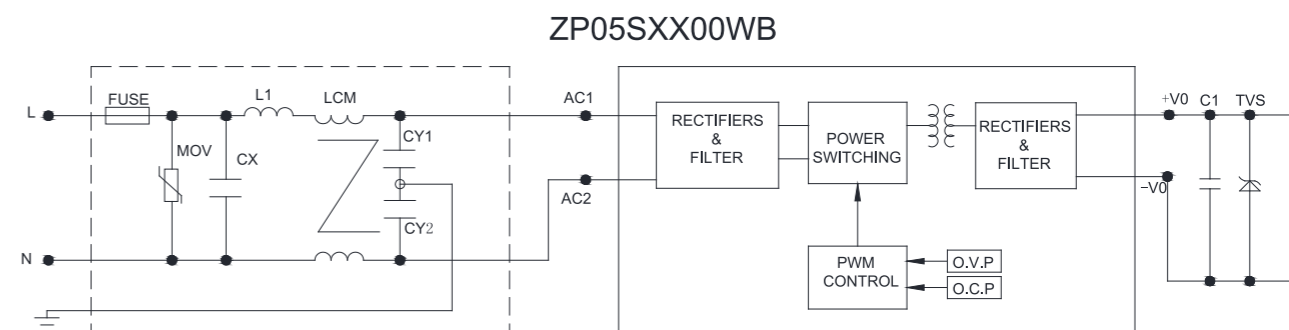 ZP05SXX00WB
L
FUSE
L1
LCM
MOV
CX
CY1
CY2
N
AC1
AC2
RECTIFIERS
&
FILTER
POWER
SWITCHING
RECTIFIERS
&
FILTER
PWM
CONTROL
O.V.P
O.C.P
+V0
C1
TVS
-V0